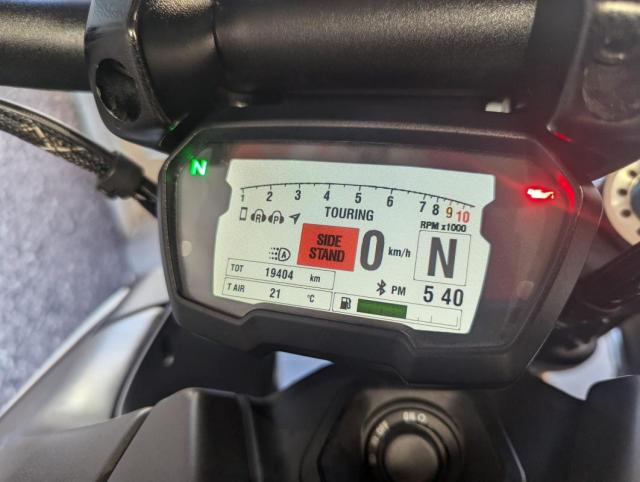 N
1 2 3 4 5 6 7 8 9 10
TOURING
RPM x1000
SIDE
STAND
0 km/h
N
A
TOT 19404 km
PM
5 40
T AIR 21 °C
ON